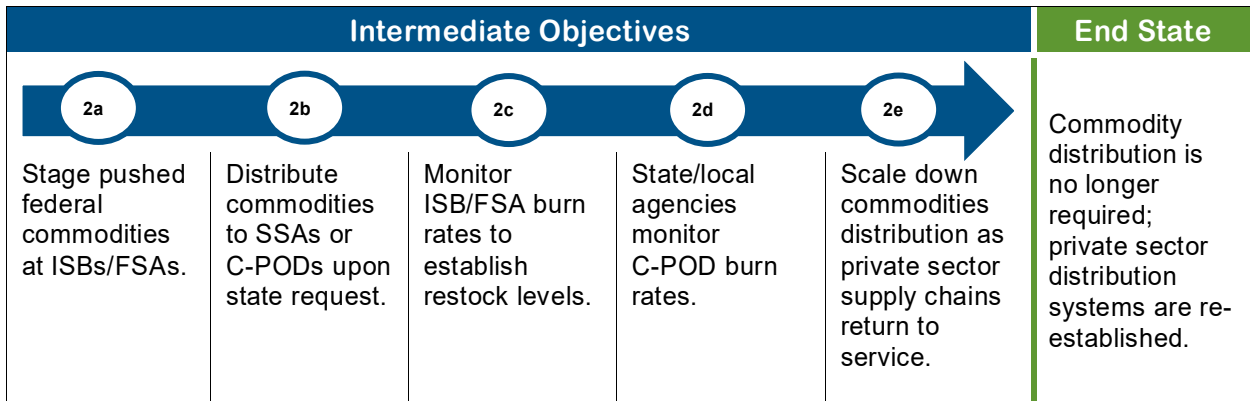 Intermediate Objectives
End State
2a
2b
2c
2d
2e
Stage pushed
federal
commodities
at ISBs/FSAs.
Distribute
commodities
to SSAs or
C-PODs upon
state request.
Monitor
ISB/FSA burn
rates to
establish
restock levels.
State/local
agencies
monitor
C-POD burn
rates.
Scale down
commodities
distribution as
private sector
supply chains
return to
service.
Commodity
distribution is
no longer
required;
private sector
distribution
systems are re-
established.